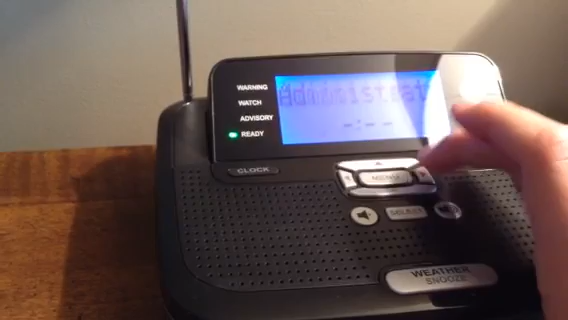 WARNING
WATCH
ADVISORY
READY
Administrat
-:--
CLOCK
MENU
SELECT
WEATHER
SNOOZE